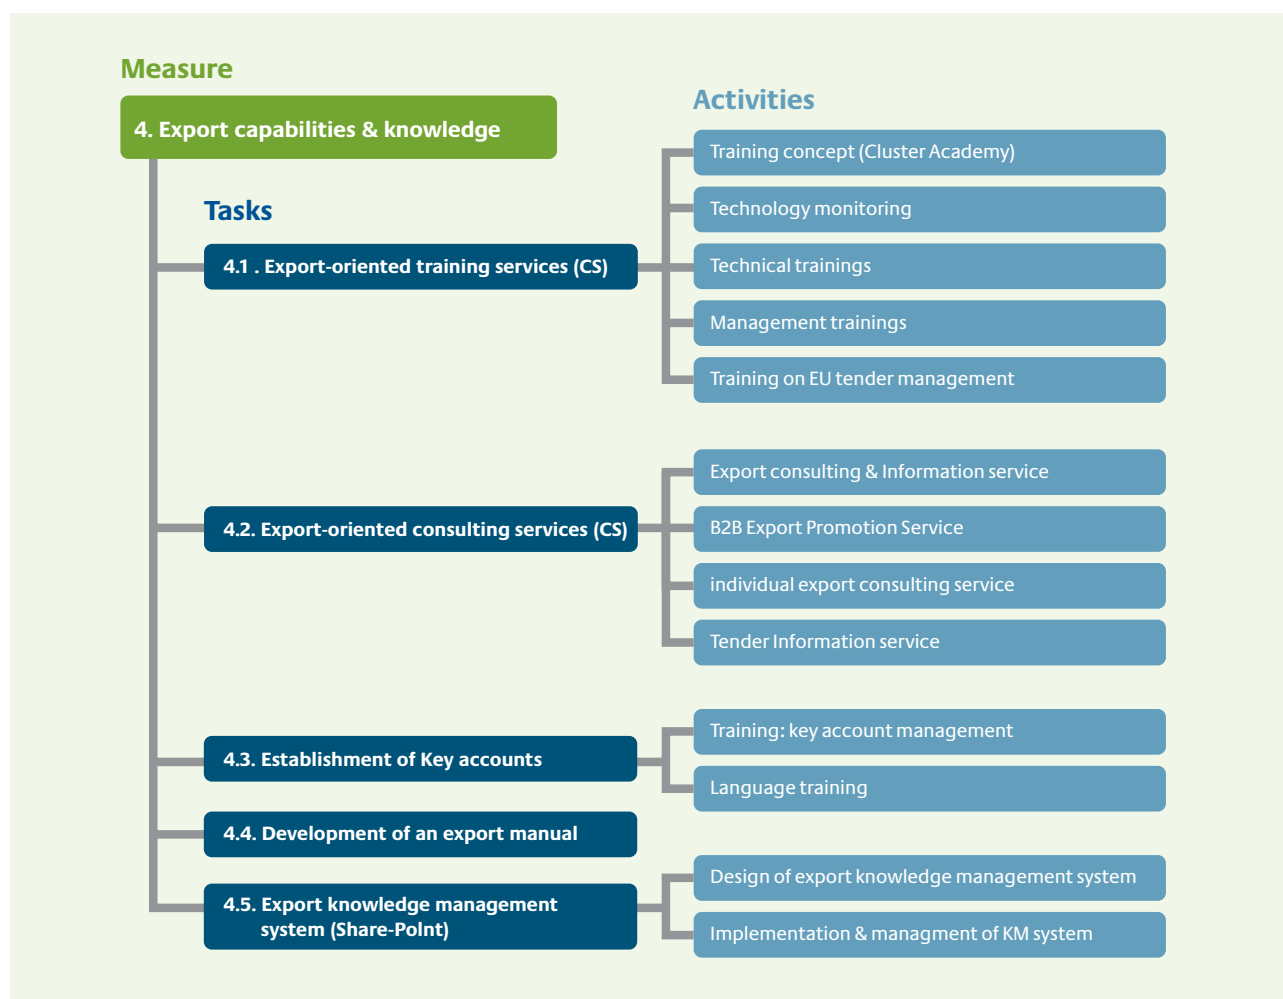 Measure
4. Export capabilities & knowledge
Activities
Tasks
4.1 . Export-oriented training services (CS)
Training concept (Cluster Academy)
Technology monitoring
Technical trainings
Management trainings
Training on EU tender management
4.2. Export-oriented consulting services (CS)
Export consulting & Information service
B2B Export Promotion Service
individual export consulting service
Tender Information service
4.3. Establishment of Key accounts
Training: key account management
Language training
4.4. Development of an export manual
4.5. Export knowledge management
system (Share-PoInt)
Design of export knowledge management system
Implementation & managment of KM system